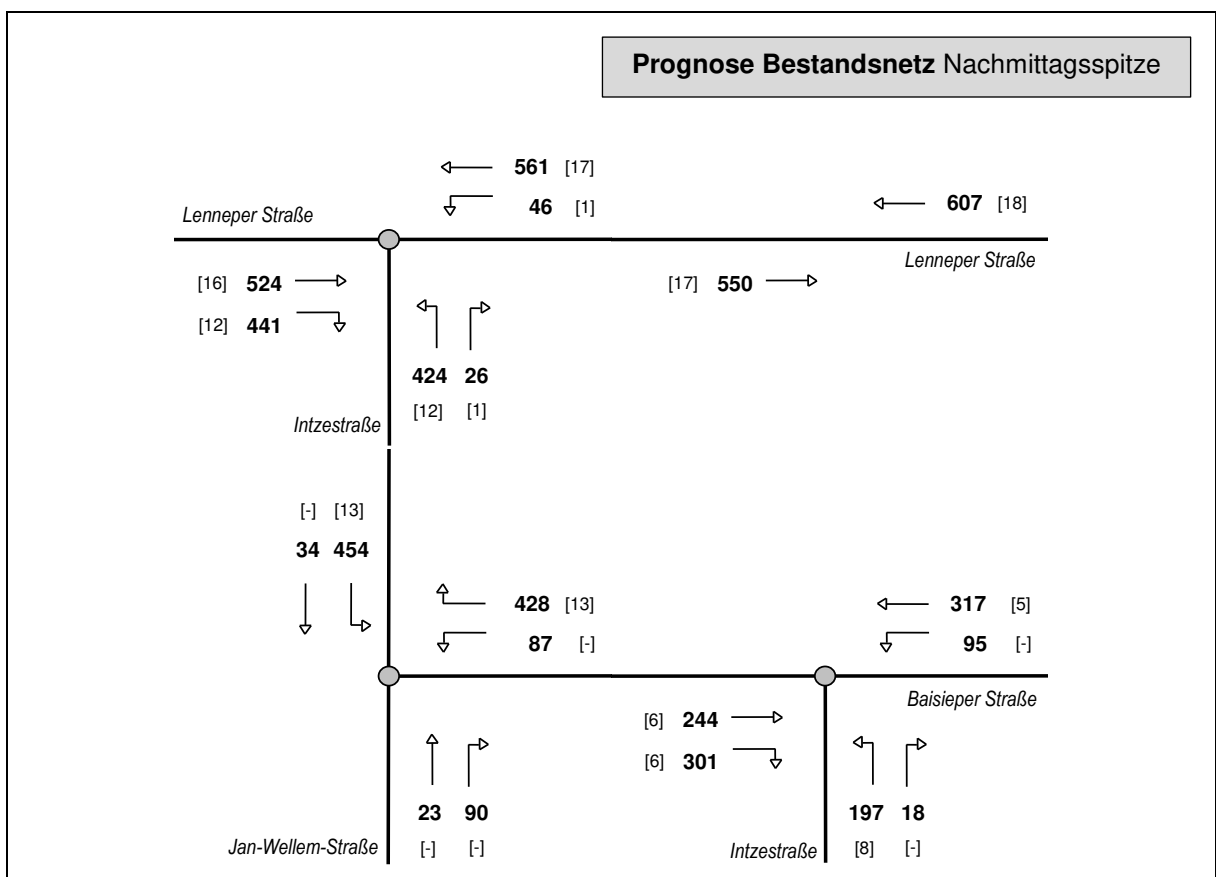 Prognose Bestandsnetz Nachmittagsspitze
561 [17]
46 [1]
607 [18]
Lenneper Straße
Lenneper Straße
[16] 524
[17] 550
[12] 441
424 26
[12] [1]
Intzestraße
[-] [13]
34 454
428 [13]
317 [5]
87 [-]
95 [-]
Baisieper Straße
[6] 244
[6] 301
23 90
197 18
Jan-Wellem-Straße
[-] [-]
Intzestraße
[8] [-]